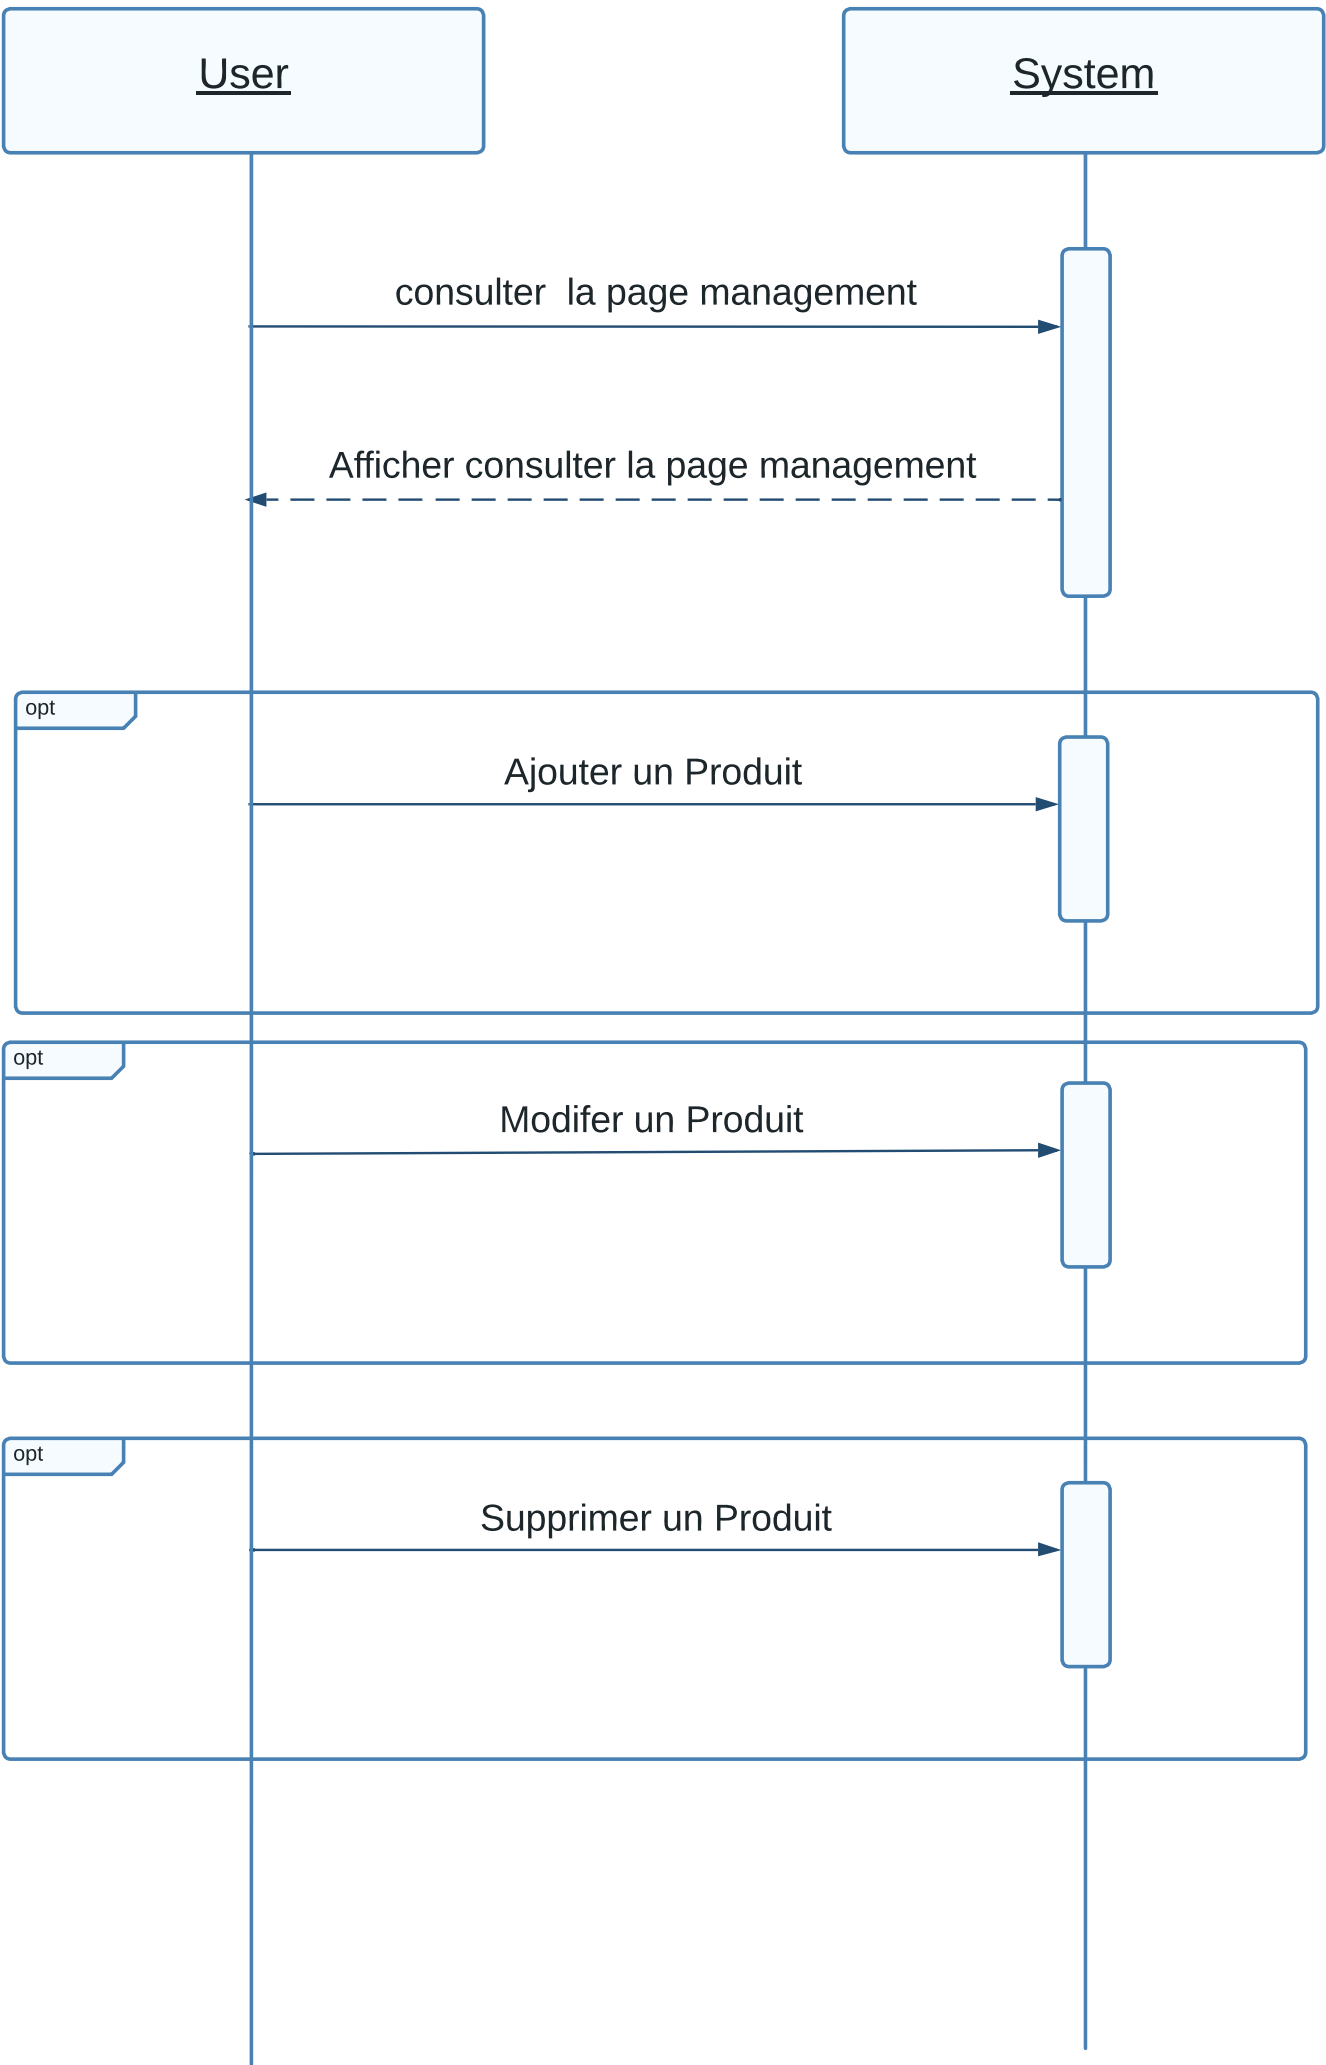 User
System
consulter  la page management
Afficher consulter la page management
opt
Ajouter un Produit
opt
Modifer un Produit
opt
Supprimer un Produit